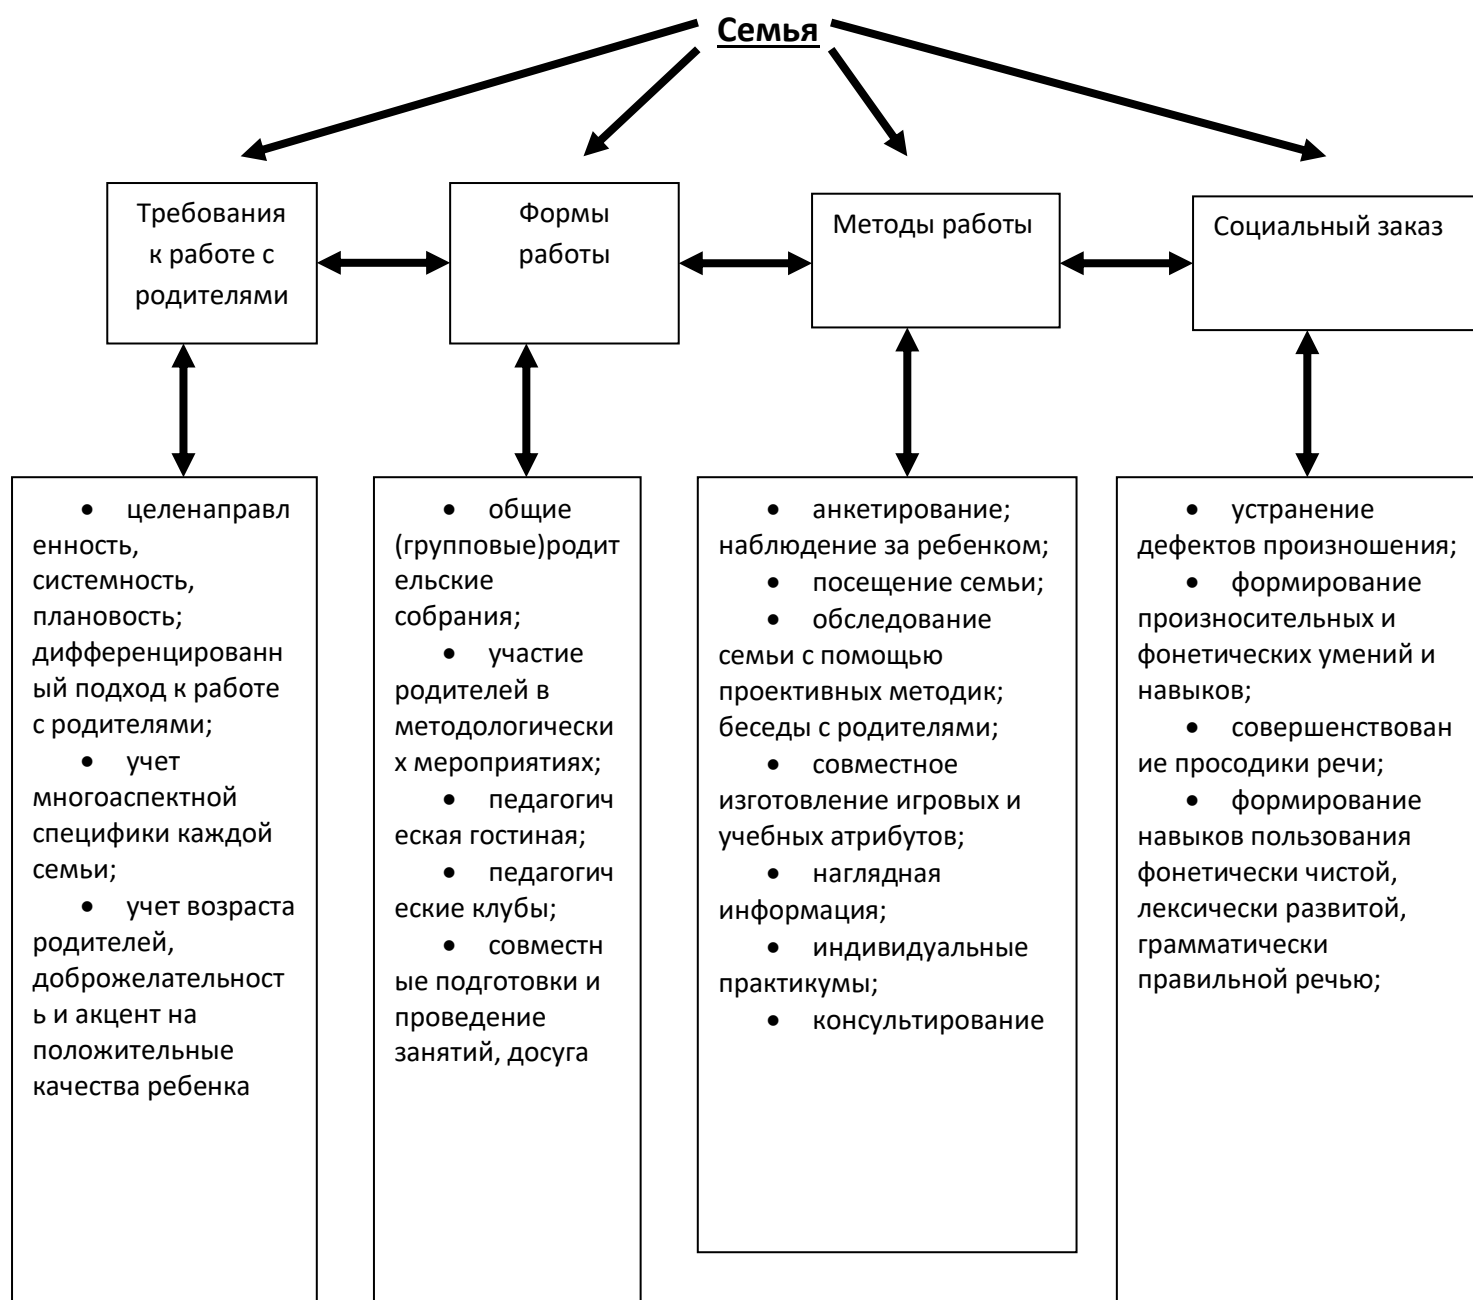 Семья
Требования
к работе с
родителями
Формы
работы
Методы работы
Социальный заказ
• целенаправл
енность,
системность,
плановость;
дифференцированн
ый подход к работе
с родителями;
• учет
многоаспектной
специфики каждой
семьи;
• учет возраста
родителей,
доброжелательност
ь и акцент на
положительные
качества ребенка
• общие
(групповые)родит
ельские
собрания;
• участие
родителей в
методологически
х мероприятиях;
• педагогич
еская гостиная;
• педагогич
еские клубы;
• совместн
ые подготовки и
проведение
занятий, досуга
• анкетирование;
наблюдение за ребенком;
• посещение семьи;
• обследование
семьи с помощью
проективных методик;
беседы с родителями;
• совместное
изготовление игровых и
учебных атрибутов;
• наглядная
информация;
• индивидуальные
практикумы;
• консультирование
• устранение
дефектов произношения;
• формирование
произносительных и
фонетических умений и
навыков;
• совершенствован
ие просодики речи;
• формирование
навыков пользования
фонетически чистой,
лексически развитой,
грамматически
правильной речью;